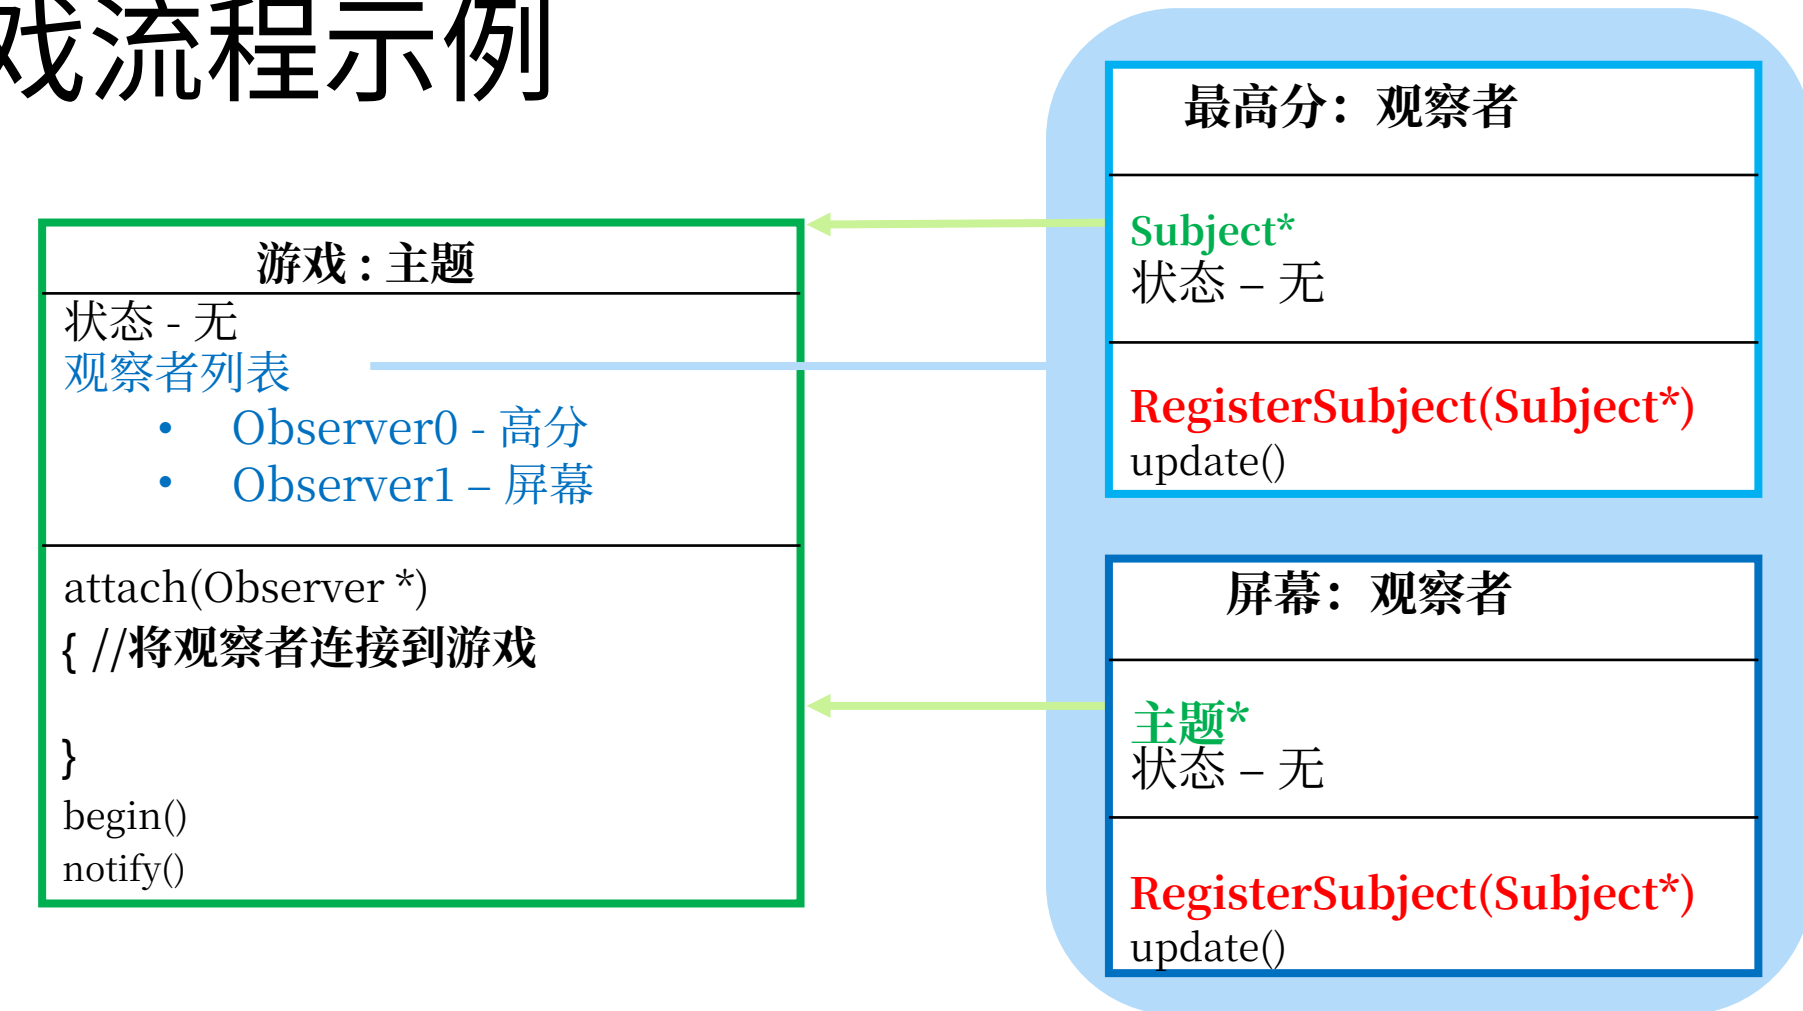 戏流程示例
游戏 : 主题
状态 - 无
观察者列表
• Observer0 - 高分
• Observer1 – 屏幕
attach(Observer *)
{ //将观察者连接到游戏
}
begin()
notify()
最高分：观察者
Subject*
状态 – 无
RegisterSubject(Subject*)
update()
屏幕：观察者
主题*
状态 – 无
RegisterSubject(Subject*)
update()